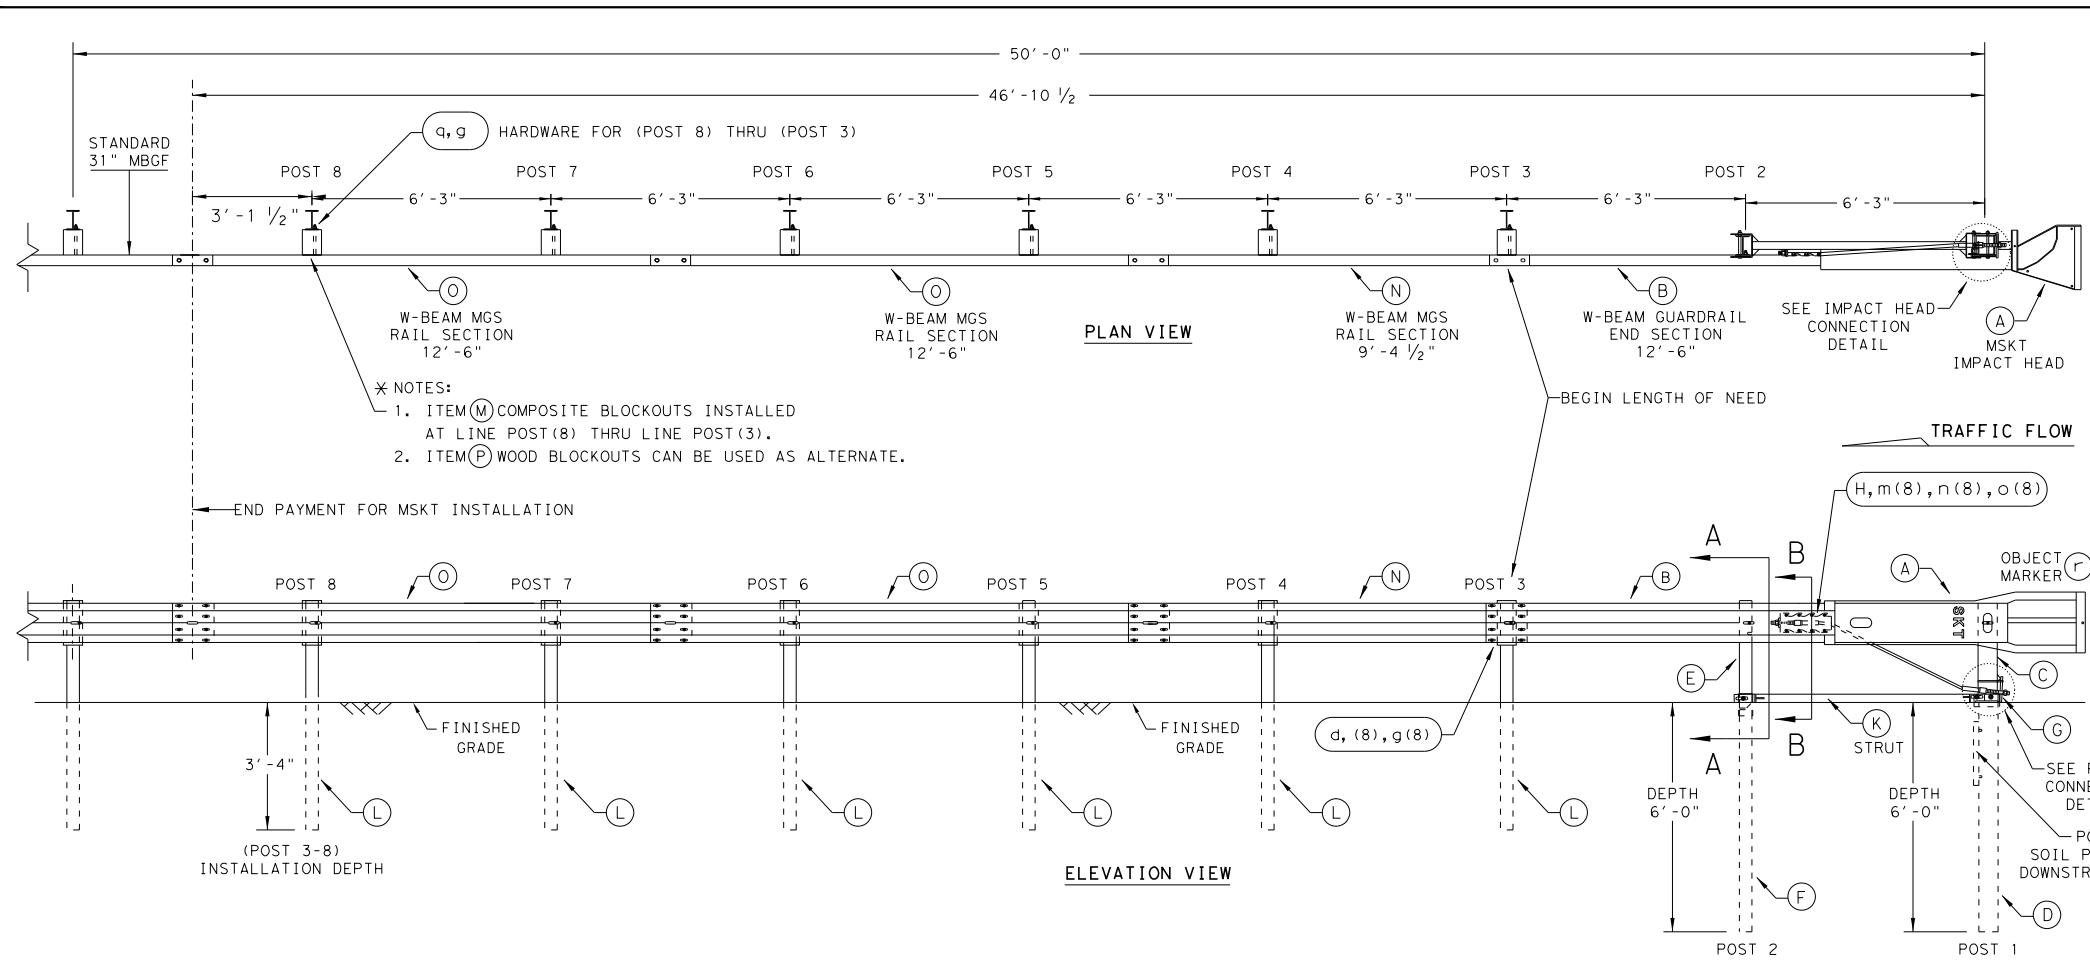 50'-0"
46'-10 1/2
STANDARD
31" MBGF
q,g HARDWARE FOR (POST 8) THRU (POST 3)
POST 8
POST 7
POST 6
POST 5
POST 4
POST 3
POST 2
3'-1 1/2"
6'-3"
6'-3"
6'-3"
6'-3"
6'-3"
6'-3"
6'-3"
O
W-BEAM MGS
RAIL SECTION
12'-6"
O
W-BEAM MGS
RAIL SECTION
12'-6"
PLAN VIEW
N
W-BEAM MGS
RAIL SECTION
9'-4 1/2"
B
W-BEAM GUARDRAIL
END SECTION
12'-6"
SEE IMPACT HEAD
CONNECTION
DETAIL
A
MSKT
IMPACT HEAD
* NOTES:
1. ITEM M COMPOSITE BLOCKOUTS INSTALLED
AT LINE POST(8) THRU LINE POST(3).
2. ITEM P WOOD BLOCKOUTS CAN BE USED AS ALTERNATE.
BEGIN LENGTH OF NEED
TRAFFIC FLOW
END PAYMENT FOR MSKT INSTALLATION
H,m(8),n(8),o(8)
A
B
OBJECT
MARKER r
A
POST 8
O
POST 7
POST 6
O
POST 5
POST 4
N
POST 3
B
SKT
E
C
FINISHED
GRADE
FINISHED
GRADE
d,(8),g(8)
K
STRUT
G
A
B
3'-4"
L
L
L
L
L
(POST 3-8)
INSTALLATION DEPTH
DEPTH
6'-0"
DEPTH
6'-0"
SEE
CONNE
DET
PO
SOIL P
DOWNSTR
ELEVATION VIEW
F
D
POST 2
POST 1